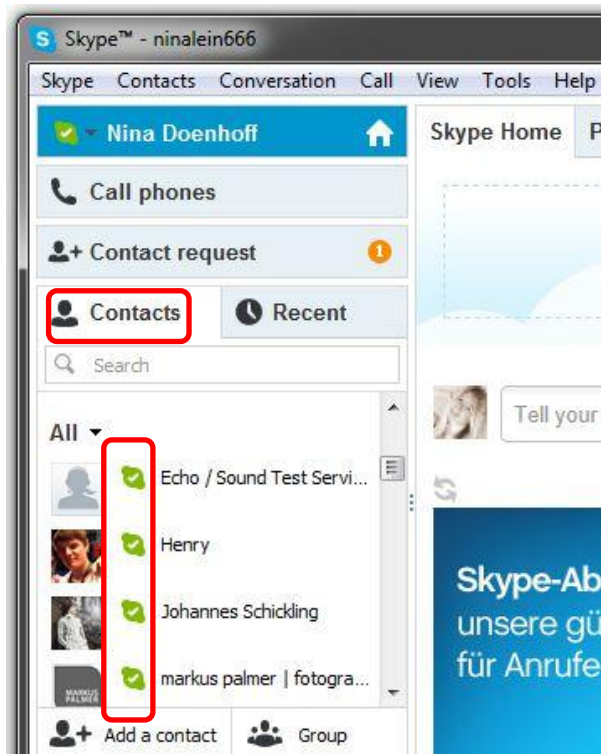 Skype™ - ninalein666
Skype Contacts Conversation Call View Tools Help
Nina Doenhoff
Skype Home P
Call phones
Contact request 1
Contacts Recent
Search
All
Tell your
Echo / Sound Test Servi...
Henry
Johannes Schickling
markus palmer | fotogra...
MARKUS PALMER
Skype-Ab
unsere gü
für Anrufe
Add a contact Group